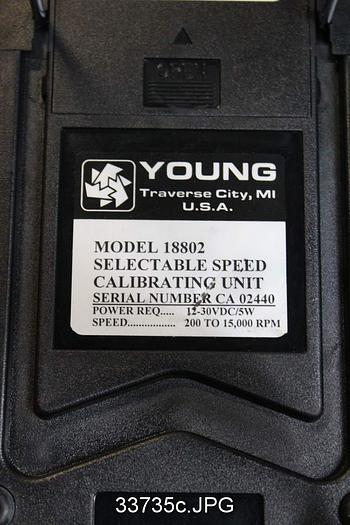 OPEN
YOUNG
Traverse City, MI
U.S.A.
MODEL 18802
SELECTABLE SPEED
CALIBRATING UNIT
SERIAL NUMBER CA 02440
POWER REQ..... 12-30VDC/5W
SPEED................. 200 TO 15,000 RPM
33735c.JPG